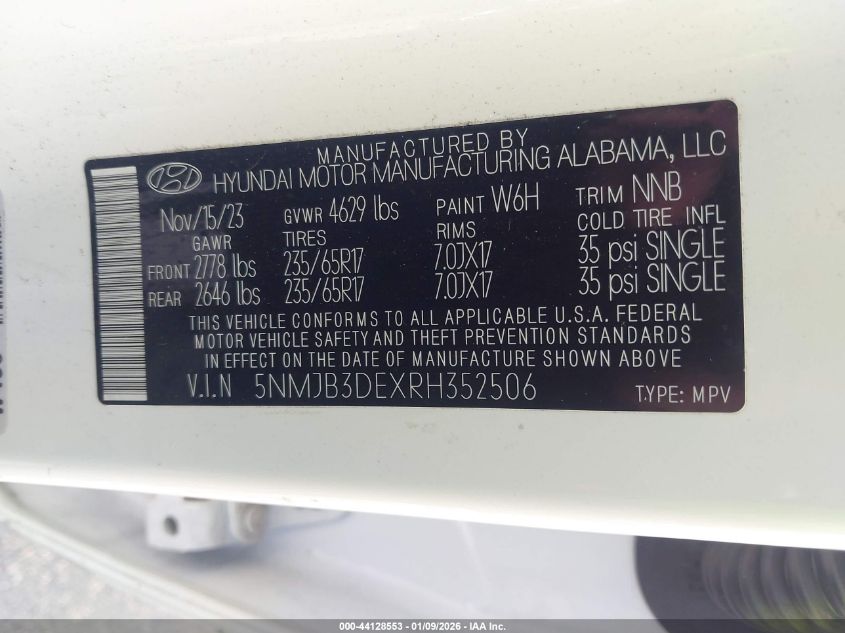 MANUFACTURED BY
HYUNDAI MOTOR MANUFACTURING ALABAMA, LLC
Nov/15/23 GVWR 4629 lbs PAINT W6H TRIM NNB
GAWR TIRES RIMS COLD TIRE INFL
FRONT 2778 lbs 235/65R17 7.0JX17 35 psi SINGLE
REAR 2646 lbs 235/65R17 7.0JX17 35 psi SINGLE
THIS VEHICLE CONFORMS TO ALL APPLICABLE U.S.A. FEDERAL
MOTOR VEHICLE SAFETY AND THEFT PREVENTION STANDARDS
IN EFFECT ON THE DATE OF MANUFACTURE SHOWN ABOVE
V.I.N 5NMJB3DEXRH352506 TYPE: MPV
000-44128553 - 01/09/2026 - IAA Inc.